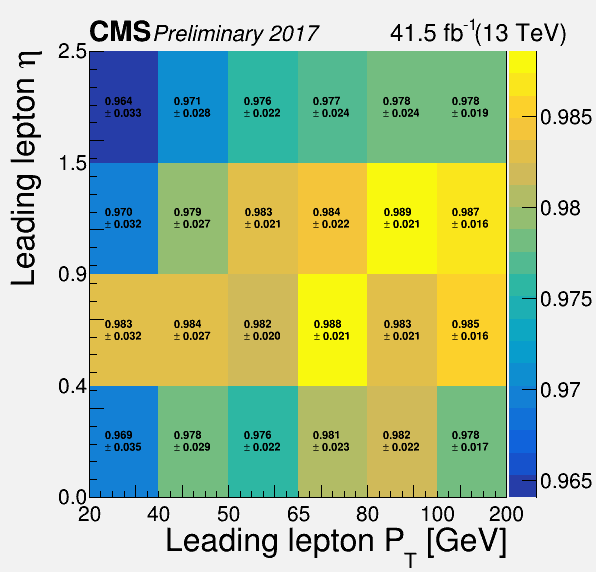 CMS Preliminary 2017 41.5 fb-1(13 TeV)
Leading lepton η
2.5
1.5
0.9
0.4
0.0
0.964 0.971 0.976 0.977 0.978 0.978
± 0.033 ± 0.028 ± 0.022 ± 0.024 ± 0.024 ± 0.019
0.970 0.979 0.983 0.984 0.989 0.987
± 0.032 ± 0.027 ± 0.021 ± 0.022 ± 0.021 ± 0.016
0.983 0.984 0.982 0.988 0.983 0.985
± 0.032 ± 0.027 ± 0.020 ± 0.021 ± 0.021 ± 0.016
0.969 0.978 0.976 0.981 0.982 0.978
± 0.035 ± 0.029 ± 0.022 ± 0.023 ± 0.022 ± 0.017
0.985
0.98
0.975
0.97
0.965
20 40 50 65 80 100 200
Leading lepton PT [GeV]